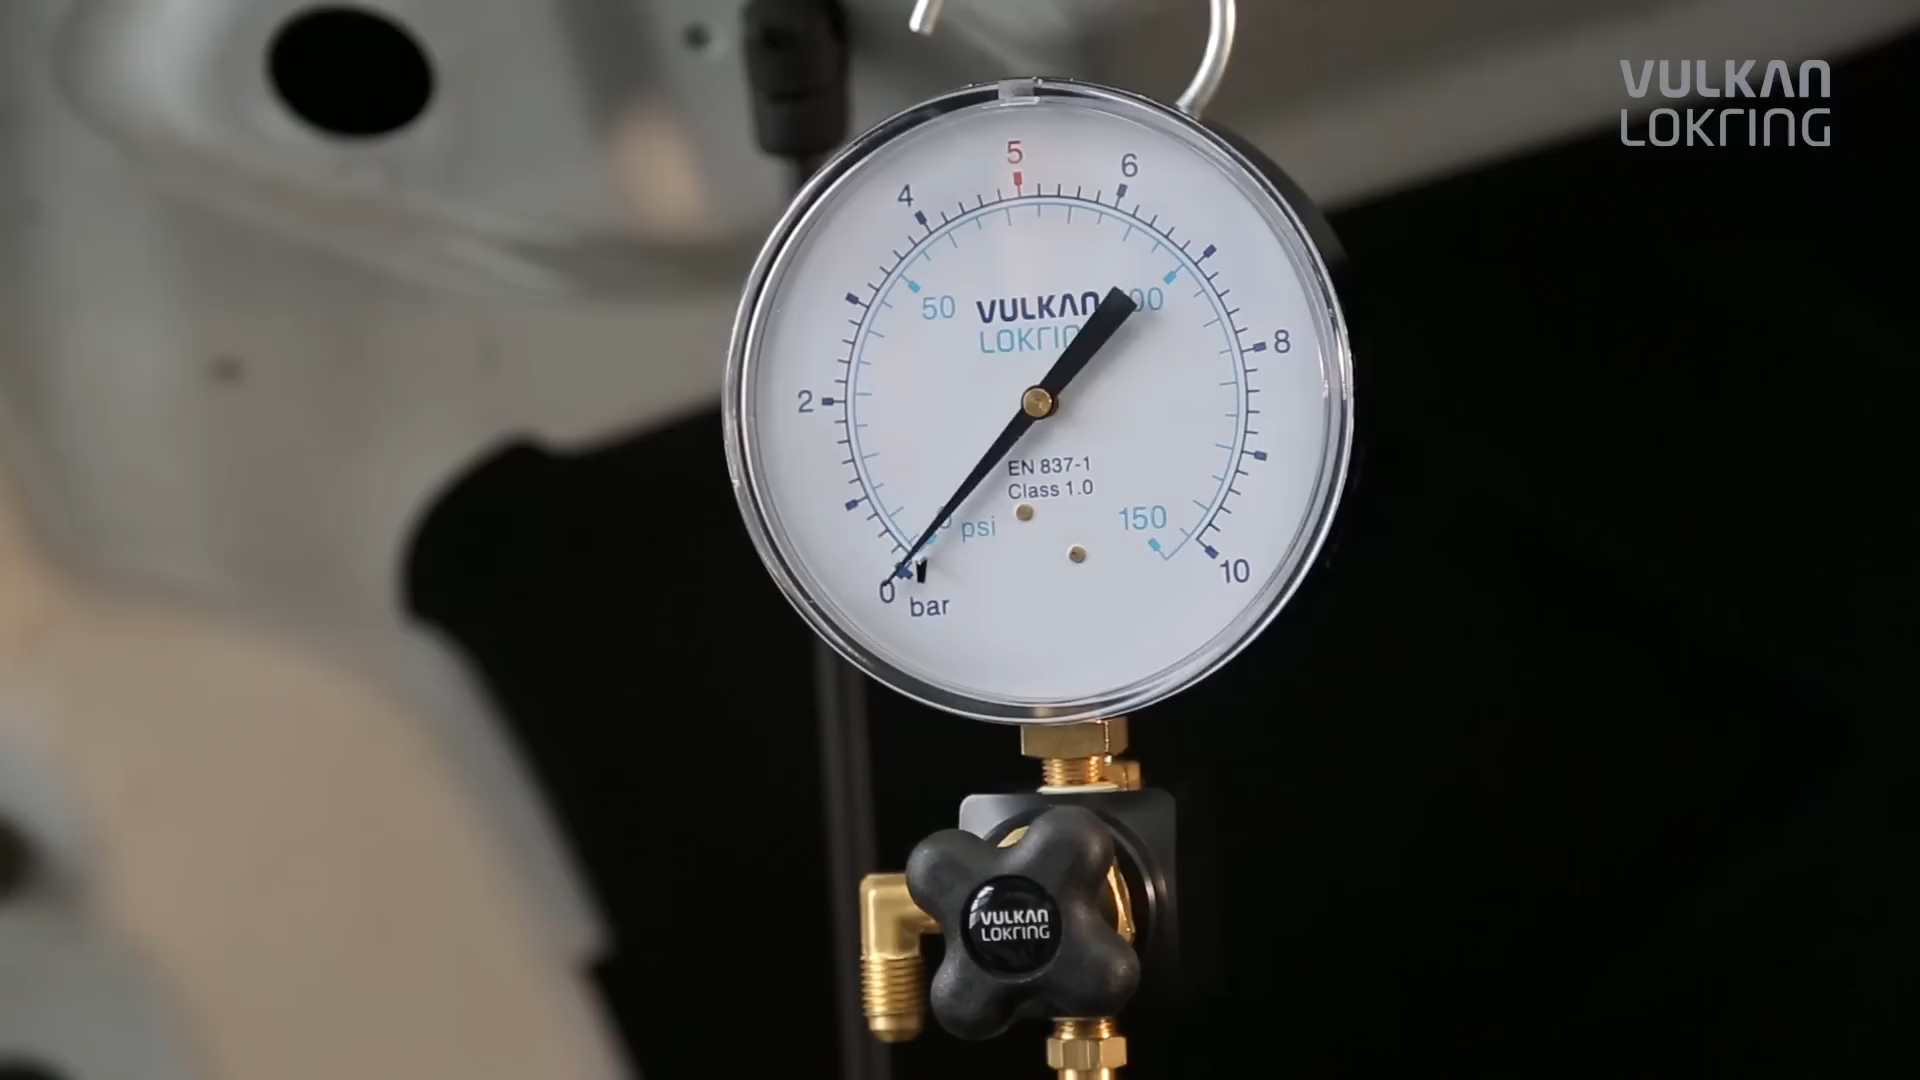 VULKAN
LOKRING
5
6
4
50
VULKAN
LOKRING
8
2
EN 837-1
Class 1.0
0 psi
150
10
0
bar
VULKAN
LOKRING